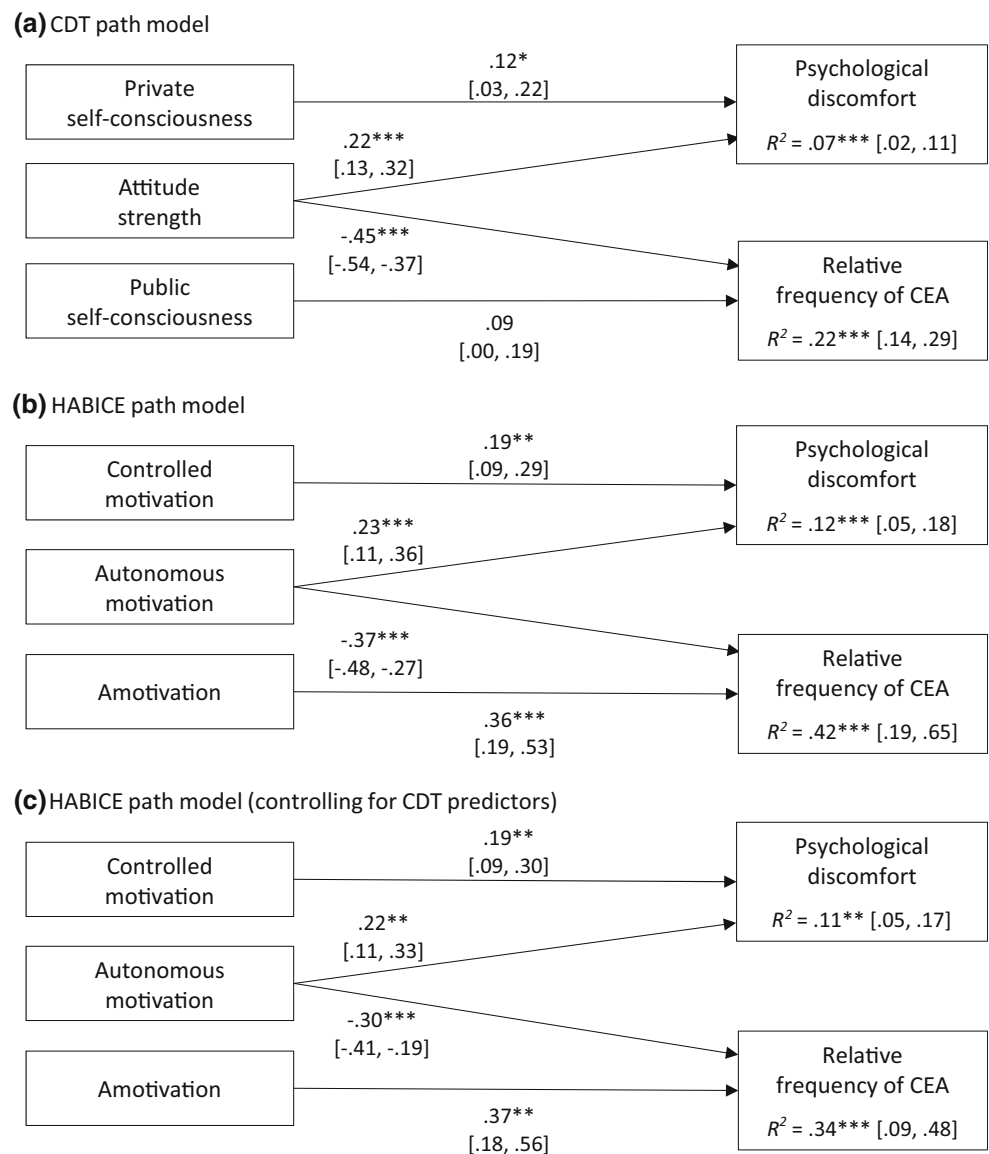 (a) CDT path model
Private
self-consciousness
.12*
[.03, .22]
Psychological
discomfort
R² = .07*** [.02, .11]
.22***
[.13, .32]
Attitude
strength
-.45***
[-.54, -.37]
Public
self-consciousness
.09
[.00, .19]
Relative
frequency of CEA
R² = .22*** [.14, .29]
(b) HABICE path model
Controlled
motivation
.19**
[.09, .29]
Psychological
discomfort
R² = .12*** [.05, .18]
.23***
[.11, .36]
Autonomous
motivation
-.37***
[-.48, -.27]
Amotivation
.36***
[.19, .53]
Relative
frequency of CEA
R² = .42*** [.19, .65]
(c) HABICE path model (controlling for CDT predictors)
Controlled
motivation
.19**
[.09, .30]
Psychological
discomfort
R² = .11** [.05, .17]
.22**
[.11, .33]
Autonomous
motivation
-.30***
[-.41, -.19]
Amotivation
.37**
[.18, .56]
Relative
frequency of CEA
R² = .34*** [.09, .48]